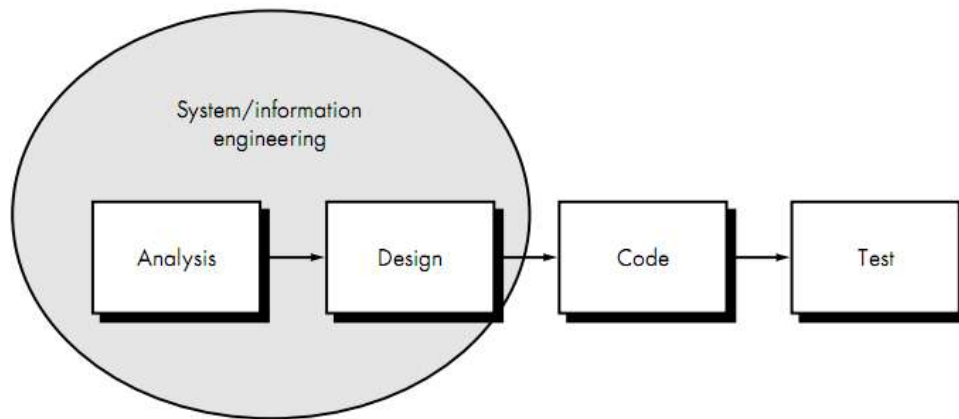 System/information
engineering
Analysis
Design
Code
Test